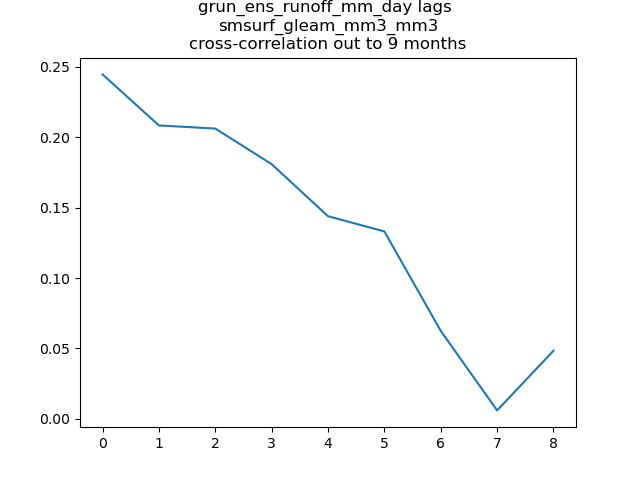 grun_ens_runoff_mm_day lags
smsurf_gleam_mm3_mm3
cross-correlation out to 9 months
0.25
0.20
0.15
0.10
0.05
0.00
0 1 2 3 4 5 6 7 8